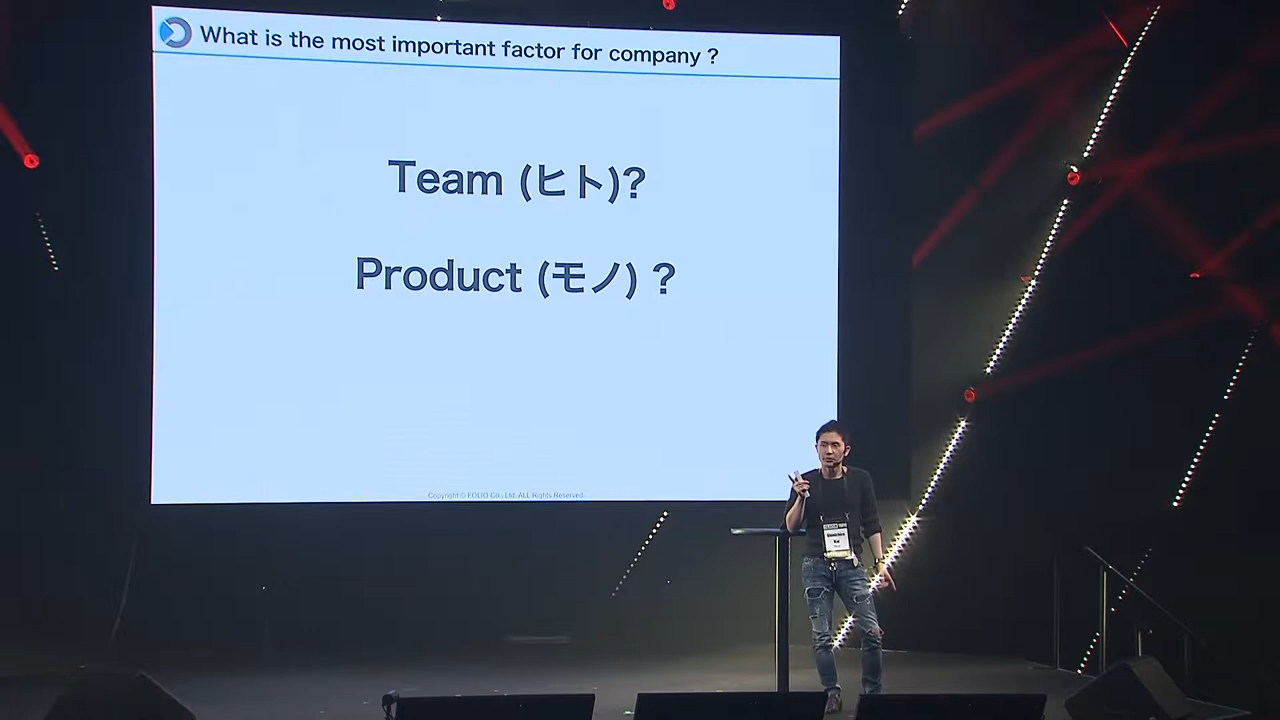 What is the most important factor for company ?
Team (ヒト)?
Product (モノ) ?
Copyright © FOLIO Co., Ltd. ALL Rights Reserved.